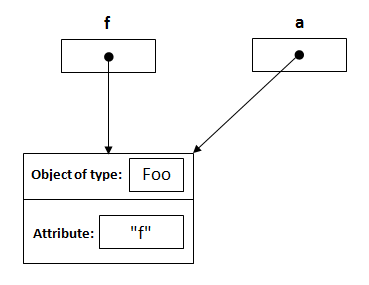 f
a
Object of type: Foo
Attribute: "f"